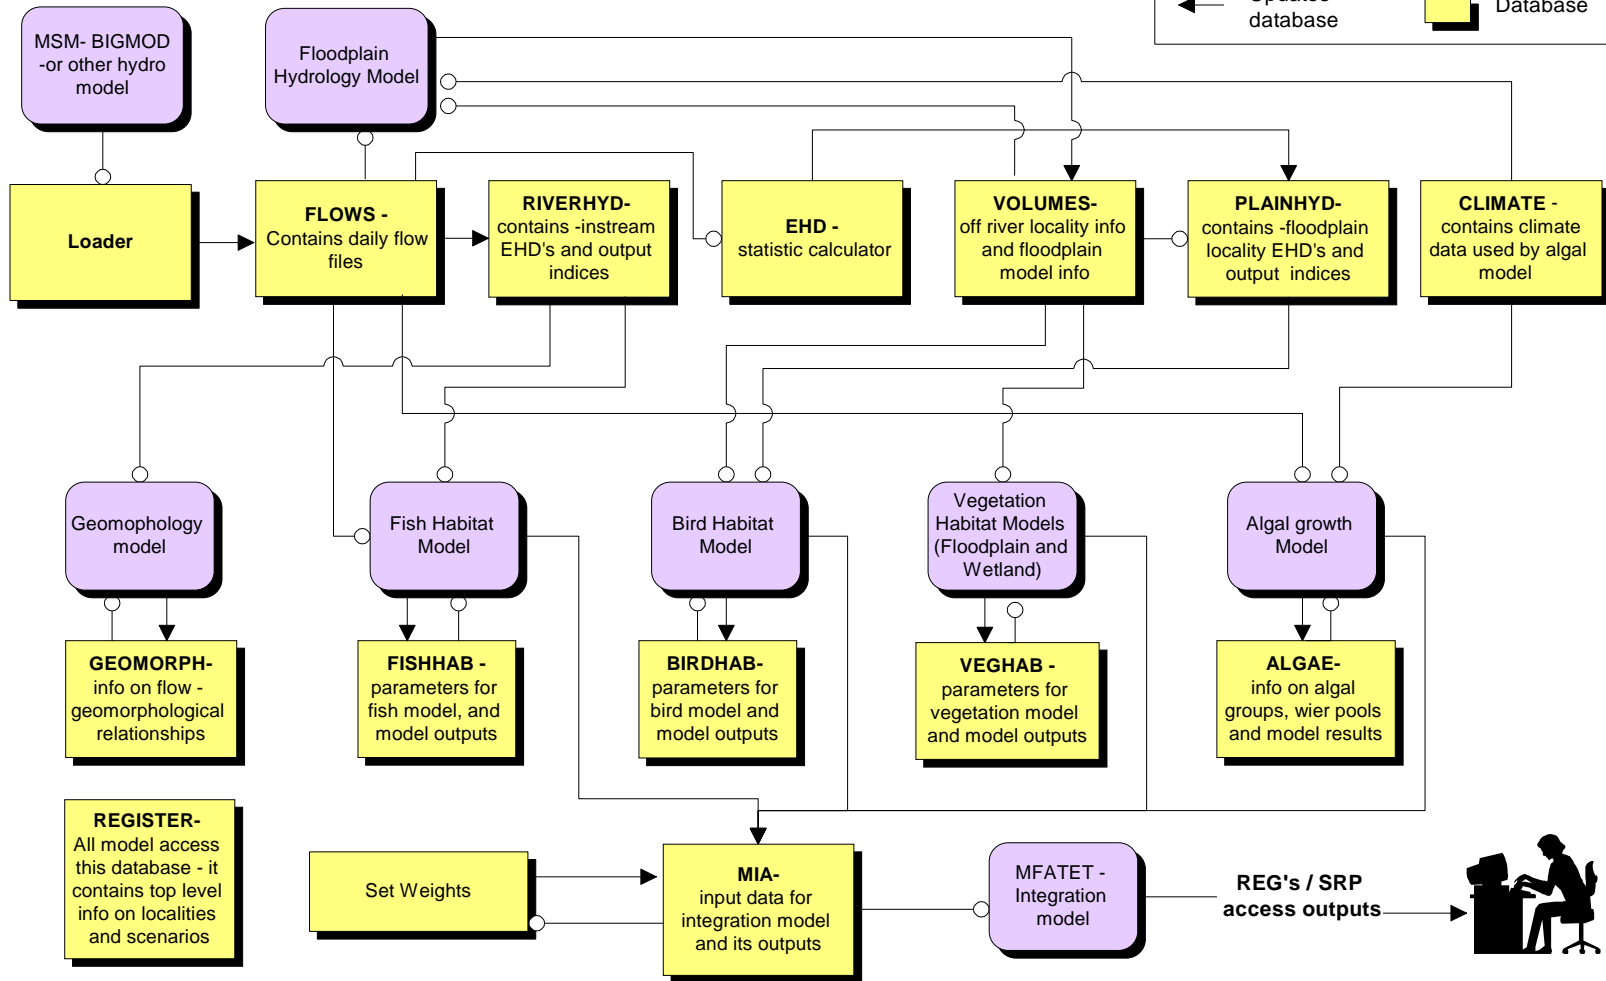 Database
database
MSM- BIGMOD
-or other hydro
model
Floodplain
Hydrology Model
Loader
FLOWS -
Contains daily flow
files
RIVERHYD-
contains -instream
EHD's and output
indices
EHD -
statistic calculator
VOLUMES-
off river locality info
and floodplain
model info
PLAINHYD-
contains -floodplain
locality EHD's and
output indices
CLIMATE -
contains climate
data used by algal
model
Geomophology
model
Fish Habitat
Model
Bird Habitat
Model
Vegetation
Habitat Models
(Floodplain and
Wetland)
Algal growth
Model
GEOMORPH-
info on flow -
geomorphological
relationships
FISHHAB -
parameters for
fish model, and
model outputs
BIRDHAB-
parameters for
bird model and
model outputs
VEGHAB -
parameters for
vegetation model
and model outputs
ALGAE-
info on algal
groups, wier pools
and model results
REGISTER-
All model access
this database - it
contains top level
info on localities
and scenarios
Set Weights
MIA-
input data for
integration model
and its outputs
MFATET -
Integration
model
REG's / SRP
access outputs